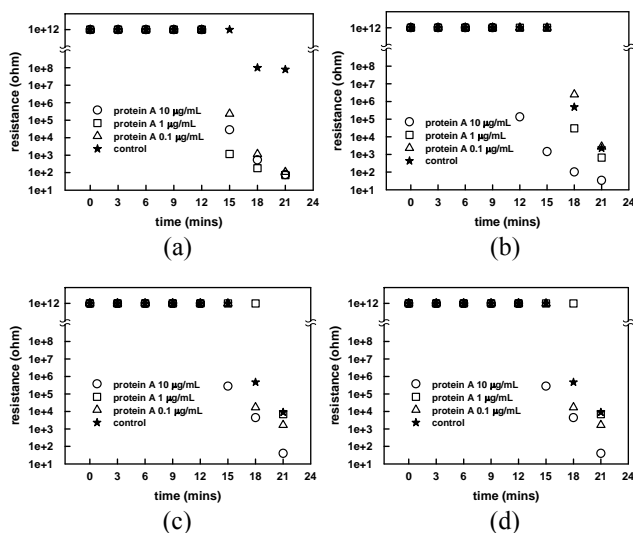 1e+12
1e+8
1e+7
1e+6
1e+5
1e+4
1e+3
1e+2
1e+1
resistance (ohm)
protein A 10 μg/mL
protein A 1 μg/mL
protein A 0.1 μg/mL
control
0 3 6 9 12 15 18 21 24
time (mins)
(a)
1e+12
1e+8
1e+7
1e+6
1e+5
1e+4
1e+3
1e+2
1e+1
resistance (ohm)
protein A 10 μg/mL
protein A 1 μg/mL
protein A 0.1 μg/mL
control
0 3 6 9 12 15 18 21 24
time (mins)
(b)
1e+12
1e+8
1e+7
1e+6
1e+5
1e+4
1e+3
1e+2
1e+1
resistance (ohm)
protein A 10 μg/mL
protein A 1 μg/mL
protein A 0.1 μg/mL
control
0 3 6 9 12 15 18 21 24
time (mins)
(c)
1e+12
1e+8
1e+7
1e+6
1e+5
1e+4
1e+3
1e+2
1e+1
resistance (ohm)
protein A 10 μg/mL
protein A 1 μg/mL
protein A 0.1 μg/mL
control
0 3 6 9 12 15 18 21 24
time (mins)
(d)